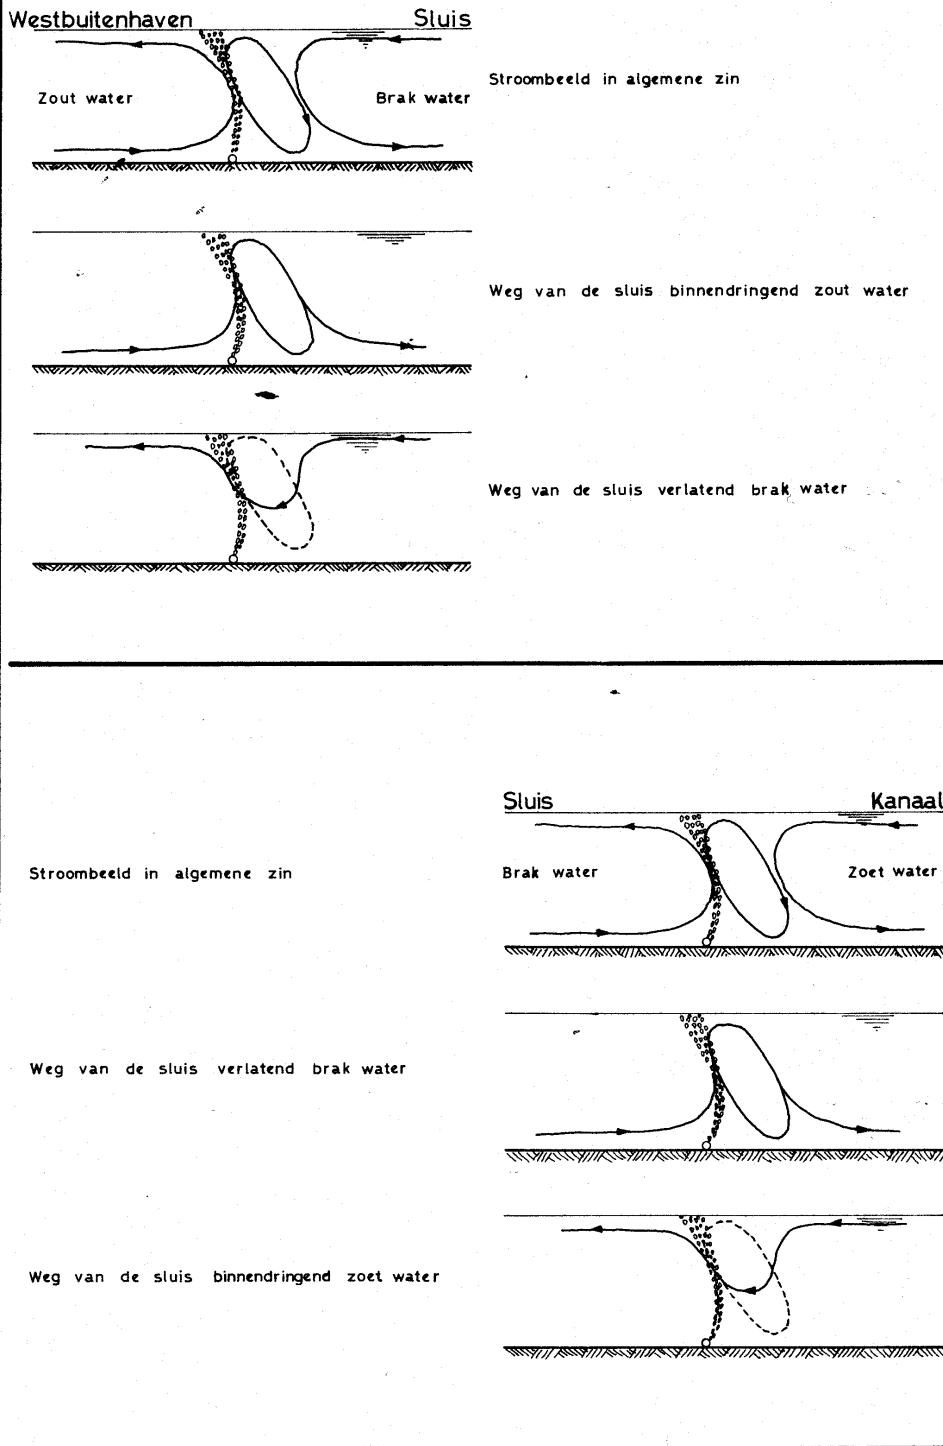 Westbuitenhaven Sluis
Stroombeeld in algemene zin
Zout water Brak water
Weg van de sluis binnendringend zout water
Weg van de sluis verlatend brak water
Sluis Kanaal
Stroombeeld in algemene zin
Brak water Zoet water
Weg van de sluis verlatend brak water
Weg van de sluis binnendringend zoet water